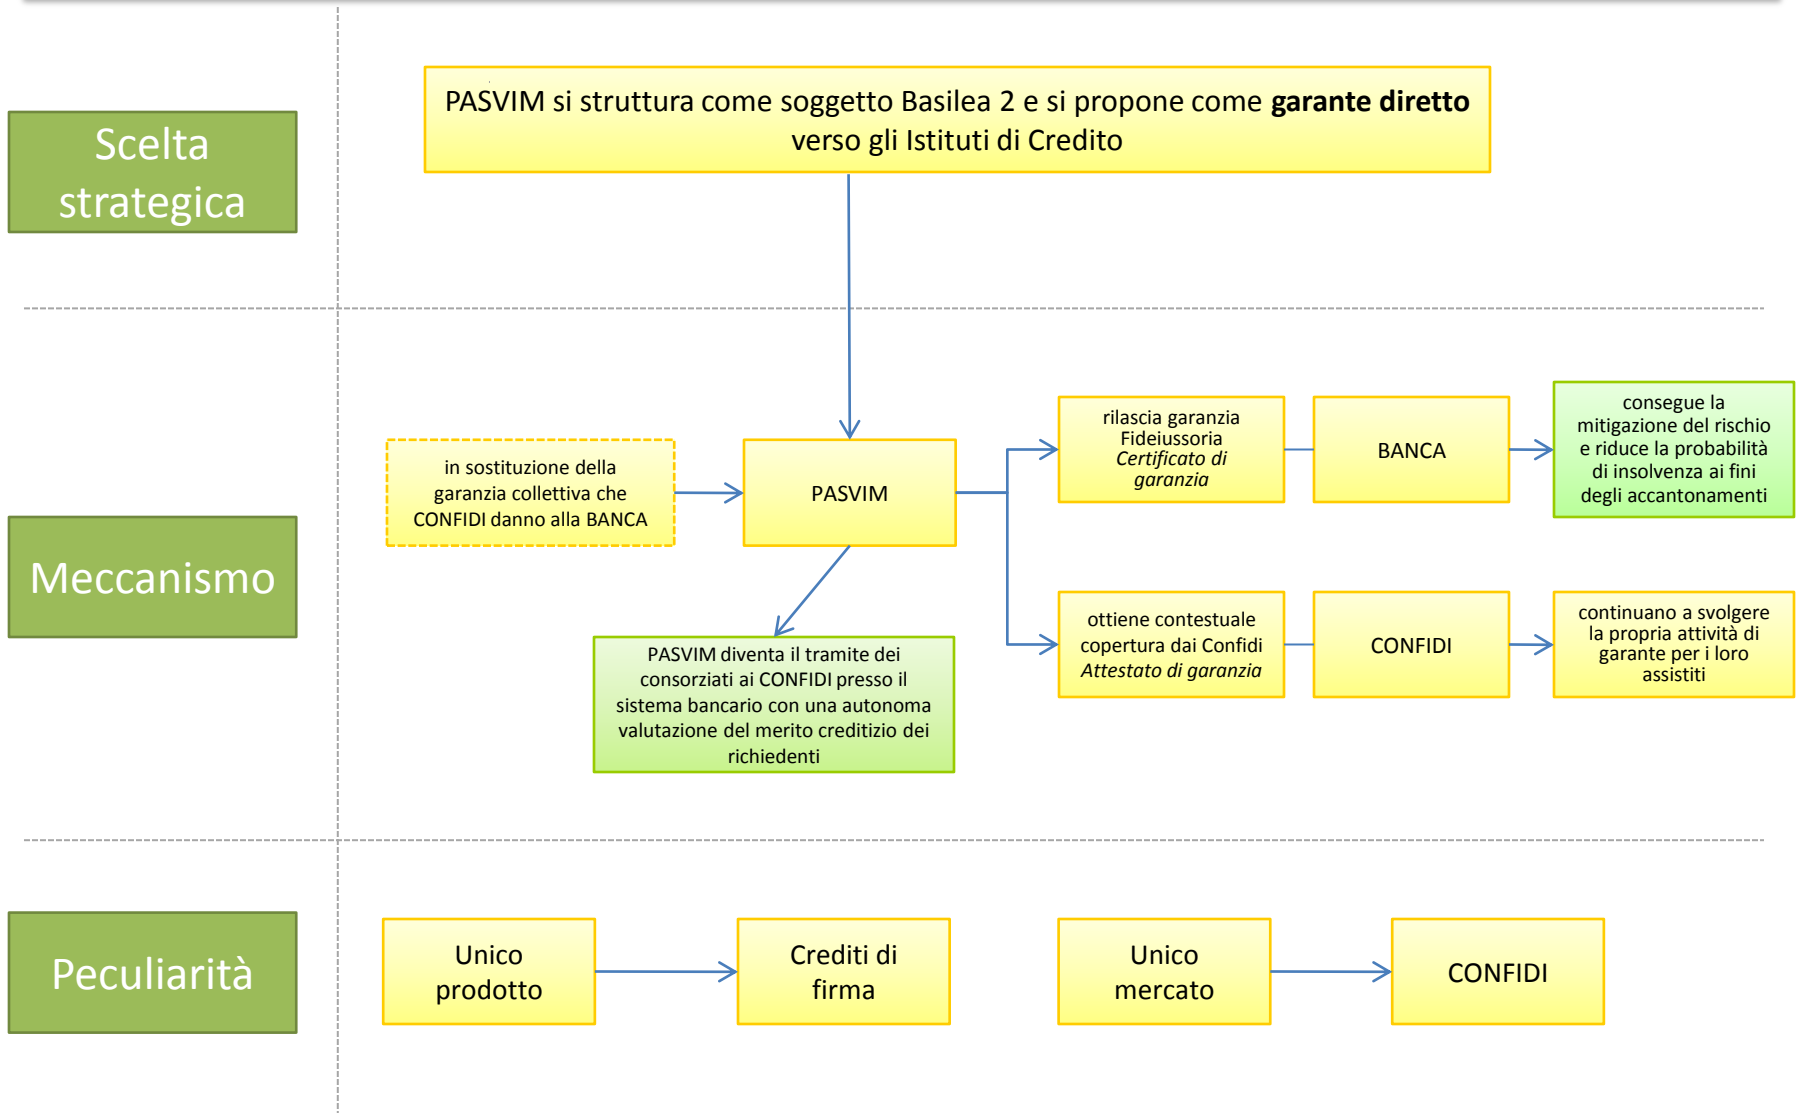 Scelta
strategica
PASVIM si struttura come soggetto Basilea 2 e si propone come garante diretto
verso gli Istituti di Credito
Meccanismo
in sostituzione della
garanzia collettiva che
CONFIDI danno alla BANCA
PASVIM
rilascia garanzia
Fideiussoria
Certificato di
garanzia
BANCA
consegue la
mitigazione del rischio
e riduce la probabilità
di insolvenza ai fini
degli accantonamenti
PASVIM diventa il tramite dei
consorziati ai CONFIDI presso il
sistema bancario con una autonoma
valutazione del merito creditizio dei
richiedenti
ottiene contestuale
copertura dai Confidi
Attestato di garanzia
CONFIDI
continuano a svolgere
la propria attività di
garante per i loro
assistiti
Peculiarità
Unico
prodotto
Crediti di
firma
Unico
mercato
CONFIDI